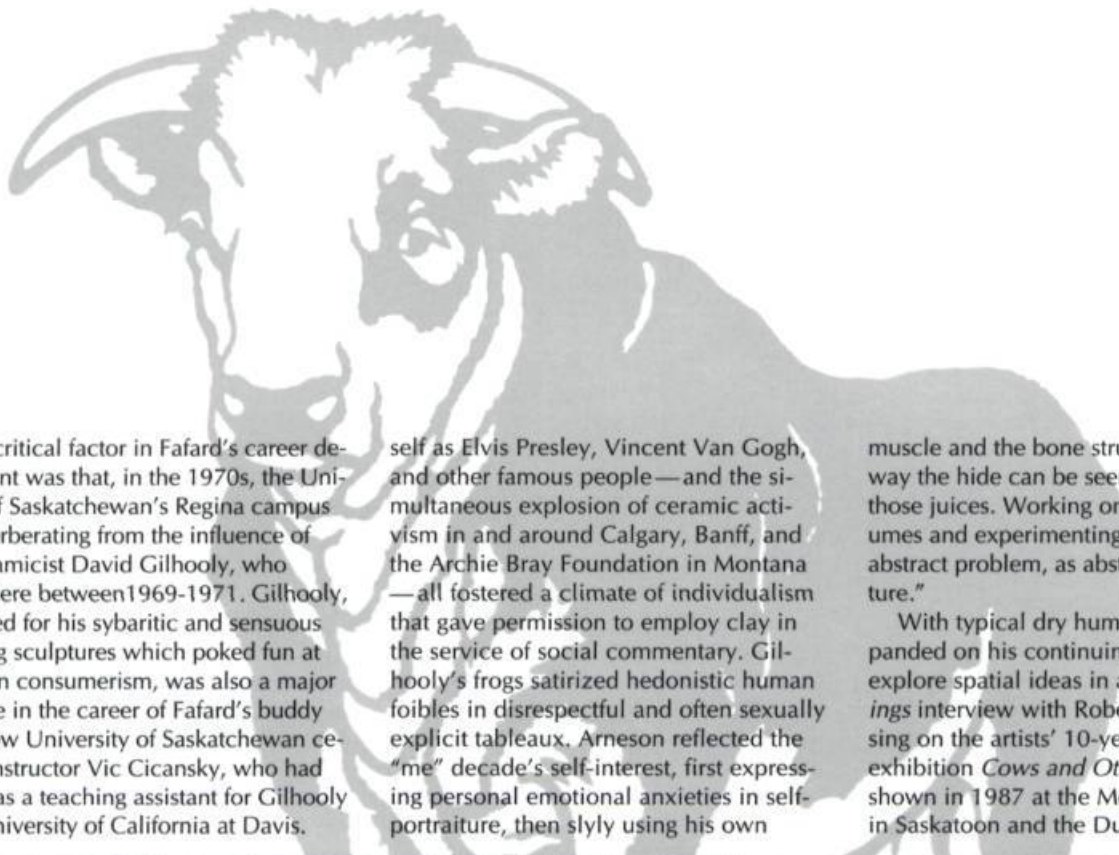 critical factor in Fafard's career de-
nt was that, in the 1970s, the Uni-
f Saskatchewan's Regina campus
rberating from the influence of
amicist David Gilhooly, who
ere between1969-1971. Gilhooly,
ed for his sybaritic and sensuous
g sculptures which poked fun at
n consumerism, was also a major
e in the career of Fafard's buddy
ow University of Saskatchewan ce-
nstructor Vic Cicansky, who had
as a teaching assistant for Gilhooly
niversity of California at Davis.
self as Elvis Presley, Vincent Van Gogh,
and other famous people—and the si-
multaneous explosion of ceramic acti-
vism in and around Calgary, Banff, and
the Archie Bray Foundation in Montana
—all fostered a climate of individualism
that gave permission to employ clay in
the service of social commentary. Gil-
hooly's frogs satirized hedonistic human
foibles in disrespectful and often sexually
explicit tableaux. Arneson reflected the
"me" decade's self-interest, first express-
ing personal emotional anxieties in self-
portraiture, then slyly using his own
muscle and the bone stru
way the hide can be see
those juices. Working on
umes and experimenting
abstract problem, as abst
ture."
With typical dry hum
panded on his continuin
explore spatial ideas in a
ings interview with Robe
sing on the artists' 10-ye
exhibition Cows and Ot
shown in 1987 at the M
in Saskatoon and the Du